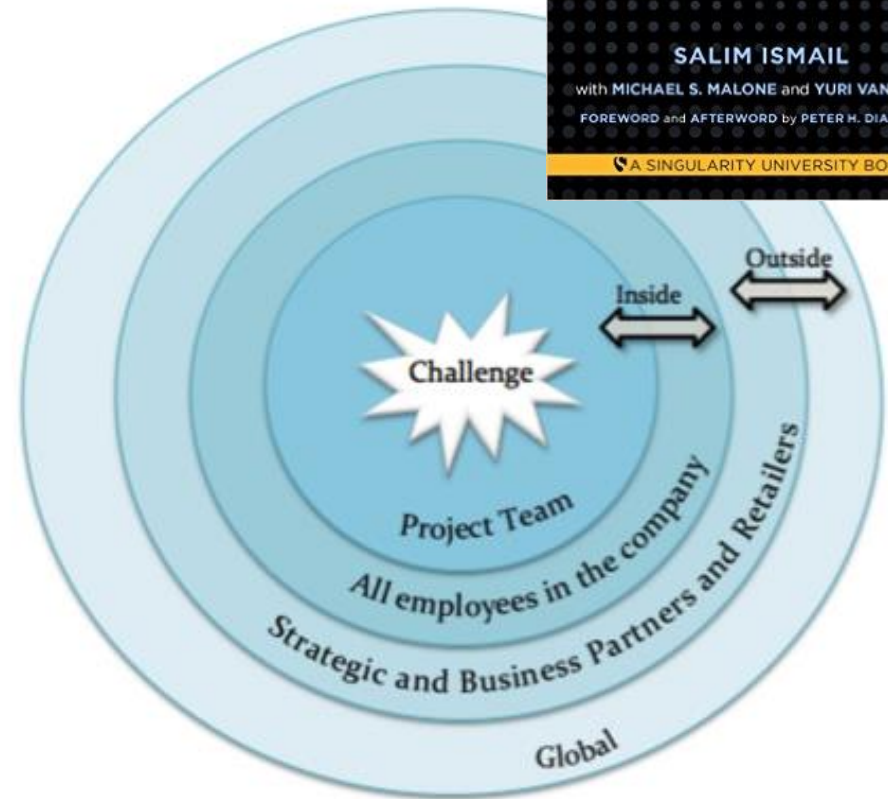 SALIM ISMAIL
with MICHAEL S. MALONE and YURI VAN
FOREWORD and AFTERWORD by PETER H. DIA
A SINGULARITY UNIVERSITY BO
Outside
Inside
Challenge
Project Team
All employees in the company
Strategic and Business Partners and Retailers
Global